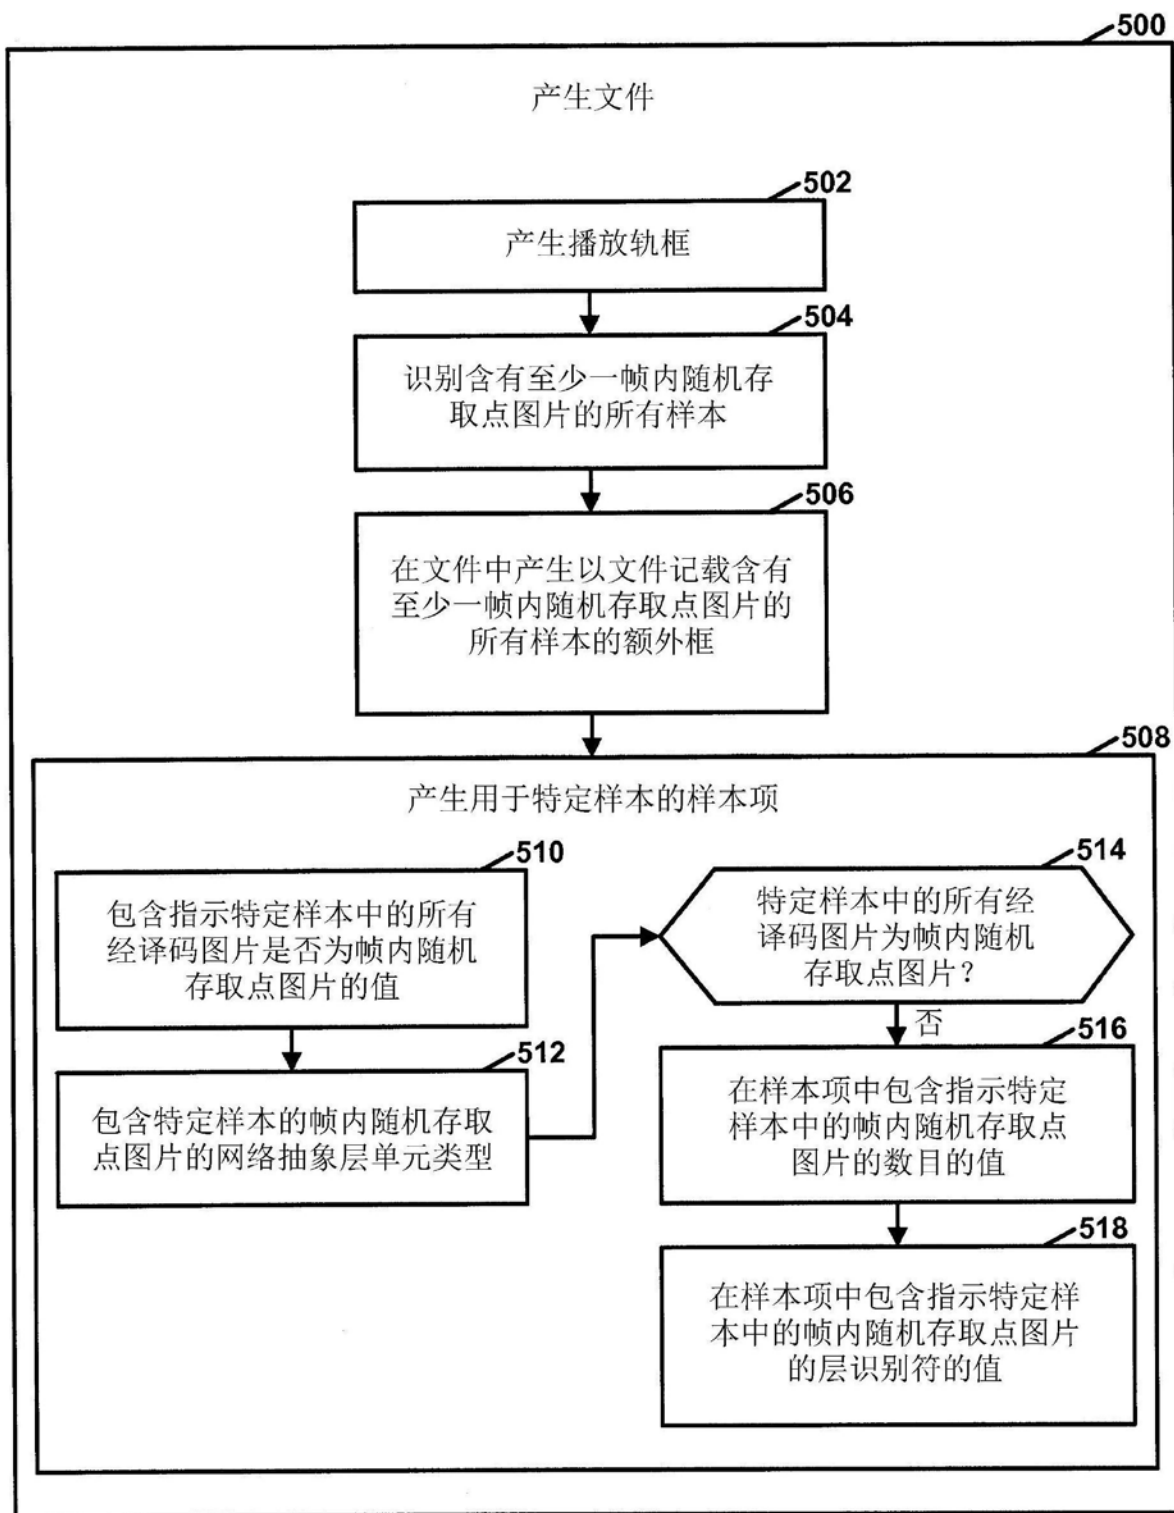 500
产生文件
502
产生播放轨框
504
识别含有至少一帧内随机存
取点图片的所有样本
506
在文件中产生以文件记载含有
至少一帧内随机存取点图片的
所有样本的额外框
508
产生用于特定样本的样本项
510
包含指示特定样本中的所有
经译码图片是否为帧内随机
存取点图片的值
512
包含特定样本的帧内随机存取
点图片的网络抽象层单元类型
514
特定样本中的所有经
译码图片为帧内随机
存取点图片?
否
516
在样本项中包含指示特定
样本中的帧内随机存取点
图片的数目的值
518
在样本项中包含指示特定样
本中的帧内随机存取点图片
的层识别符的值